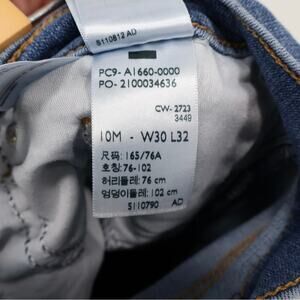 S110812 AD
PC9- A1660-0000
PO- 2100034636
CW-2723
3449
10M - W30 L32
尺码: 165/76A
호칭: 76-102
허리둘레: 76 cm
엉덩이둘레: 102 cm
5110790 AD